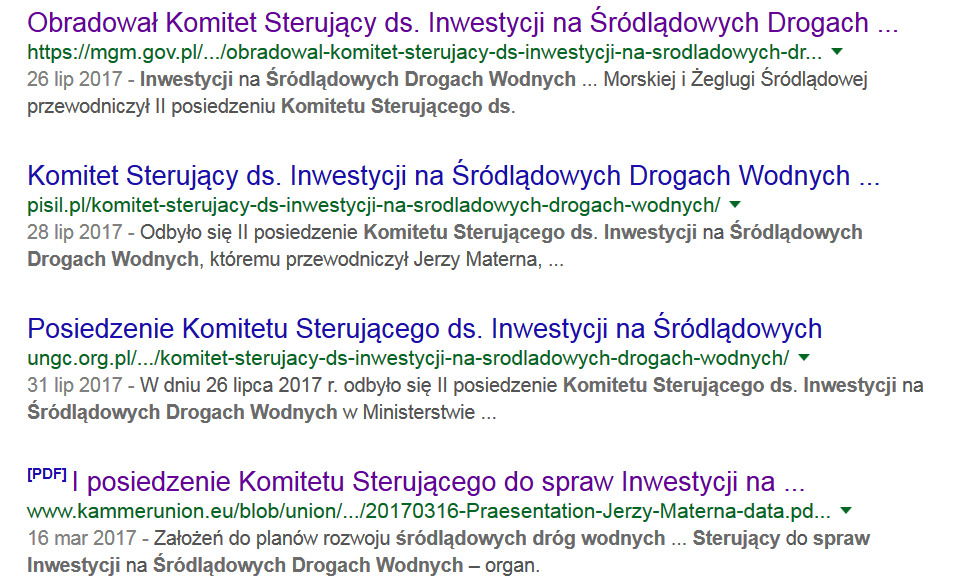 Obradował Komitet Sterujący ds. Inwestycji na Śródlądowych Drogach ...
https://mgm.gov.pl/.../obradowal-komitet-sterujacy-ds-inwestycji-na-srodladowych-dr...
26 lip 2017 - Inwestycji na Śródlądowych Drogach Wodnych ... Morskiej i Żeglugi Śródlądowej
przewodniczył II posiedzeniu Komitetu Sterującego ds.
Komitet Sterujący ds. Inwestycji na Śródlądowych Drogach Wodnych ...
pisil.pl/komitet-sterujacy-ds-inwestycji-na-srodladowych-drogach-wodnych/
28 lip 2017 - Odbyło się II posiedzenie Komitetu Sterującego ds. Inwestycji na Śródlądowych
Drogach Wodnych, któremu przewodniczył Jerzy Materna, ...
Posiedzenie Komitetu Sterującego ds. Inwestycji na Śródlądowych
ungc.org.pl/.../komitet-sterujacy-ds-inwestycji-na-srodladowych-drogach-wodnych/
31 lip 2017 - W dniu 26 lipca 2017 r. odbyło się II posiedzenie Komitetu Sterującego ds. Inwestycji na
Śródlądowych Drogach Wodnych w Ministerstwie ...
[PDF] I posiedzenie Komitetu Sterującego do spraw Inwestycji na ...
www.kammerunion.eu/blob/union/.../20170316-Praesentation-Jerzy-Materna-data.pd...
16 mar 2017 - Założeń do planów rozwoju śródlądowych dróg wodnych ... Sterujący do spraw
Inwestycji na Śródlądowych Drogach Wodnych – organ.